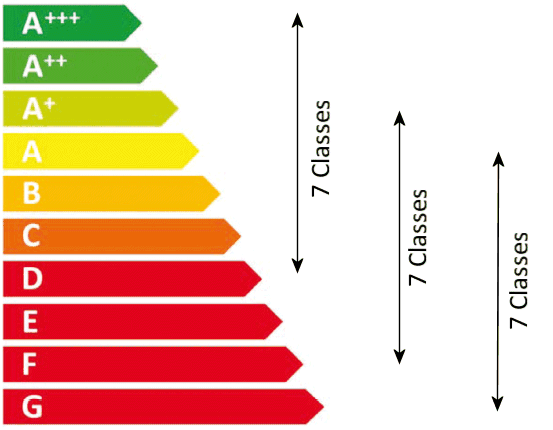 A+++
A++
A+
A
B
C
D
E
F
G
7 Classes
7 Classes
7 Classes